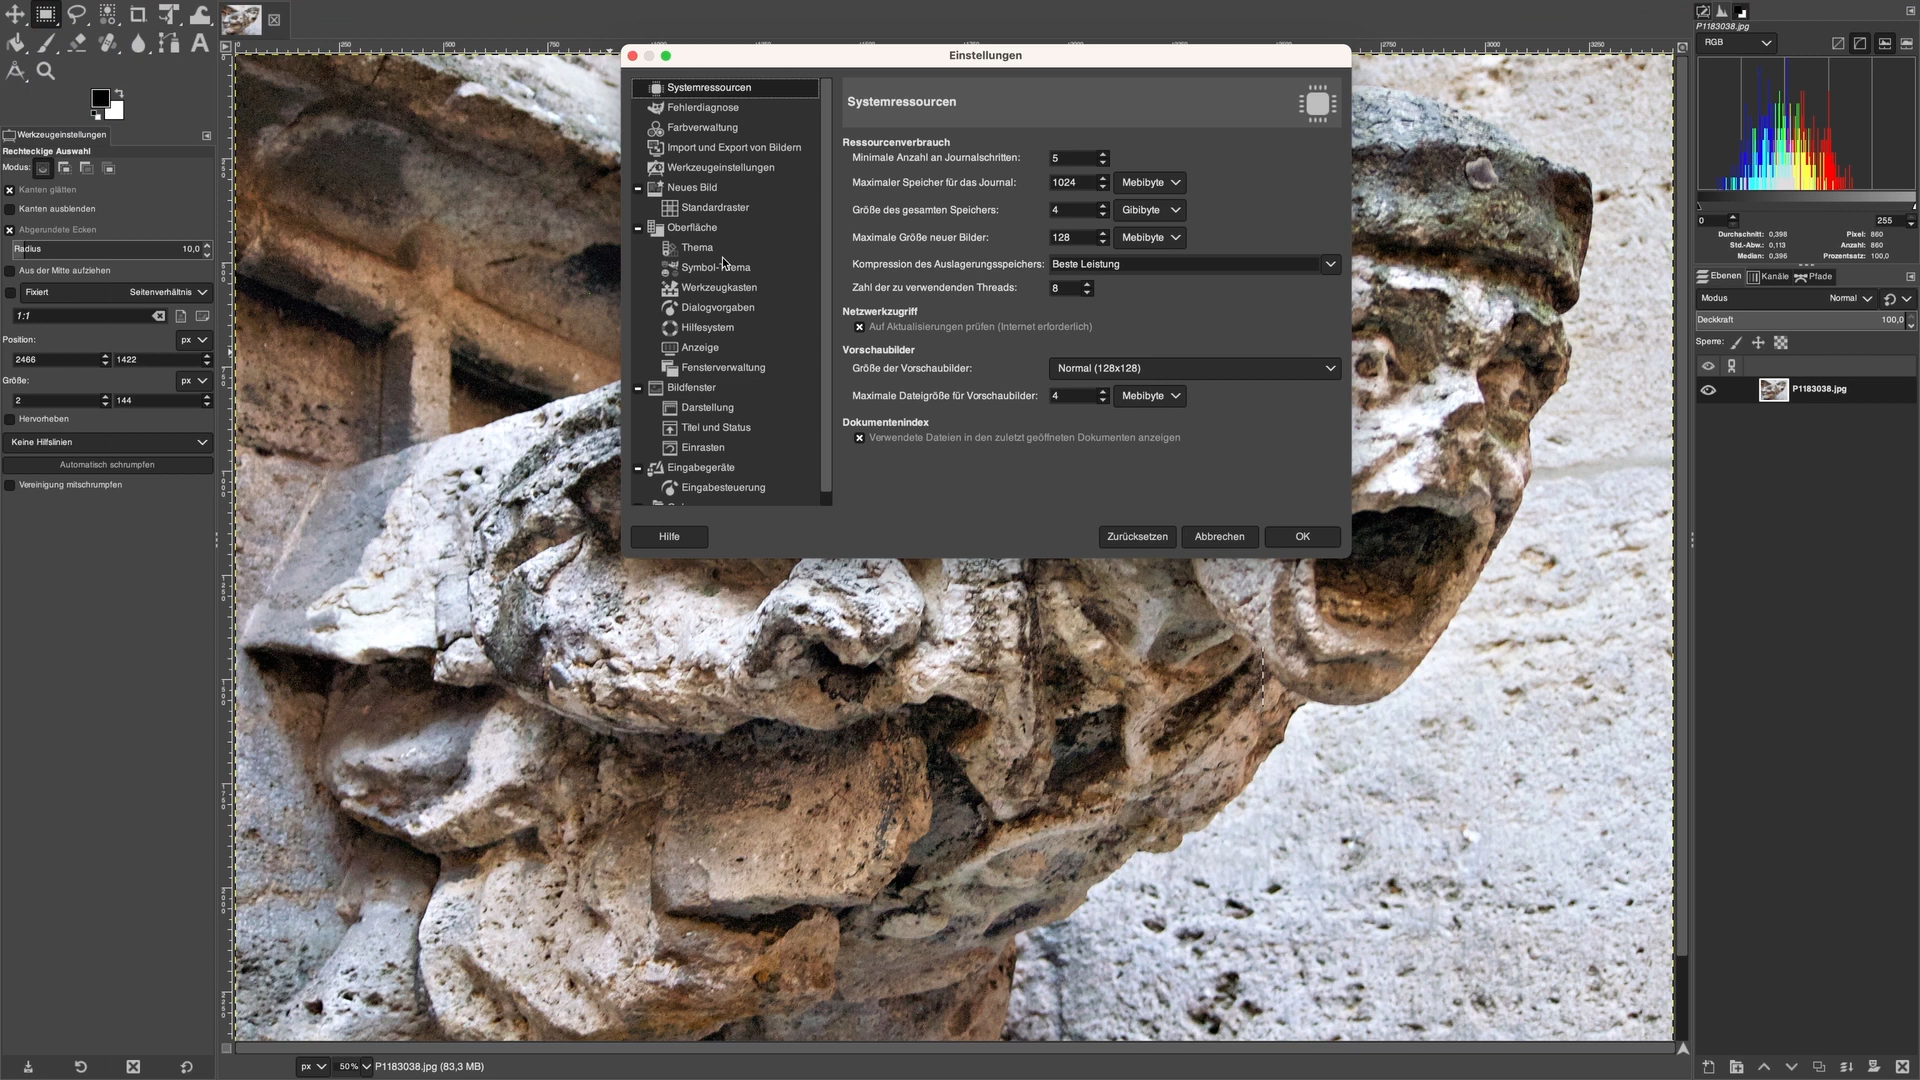 Einstellungen
Systemressourcen
Fehlerdiagnose
Farbverwaltung
Import und Export von Bildern
Werkzeugeinstellungen
Neues Bild
Standardraster
Oberfläche
Thema
Werkzeugkasten
Dialogvorgaben
Hilfesystem
Anzeige
Fensterverwaltung
Bildfenster
Darstellung
Titel und Status
Einrasten
Eingabegeräte
Eingabesteuerung
Systemressourcen
Ressourcenverbrauch
Minimale Anzahl an Journalschritten: 5
Maximaler Speicher für das Journal: 1024 Mebibyte
Größe des gesamten Speichers: 4 Gibibyte
Maximale Größe neuer Bilder: 128 Mebibyte
Kompression des Auslagerungsspeichers: Beste Leistung
Zahl der zu verwendenden Threads: 8
Netzwerkzugriff
Auf Aktualisierungen prüfen (Internet erforderlich)
Vorschaubilder
Größe der Vorschaubilder: Normal (128x128)
Maximale Dateigröße für Vorschaubilder: 4 Mebibyte
Dokumentenindex
Verwendete Dateien in den zuletzt geöffneten Dokumenten anzeigen
Hilfe Zurücksetzen Abbrechen OK
Werkzeugeinstellungen
Rechteckige Auswahl
Modus:
Kanten glätten
Kanten ausblenden
Abgerundete Ecken
Radius 10,0
Aus der Mitte aufziehen
Fixiert Seitenverhältnis
1:1
Position: px
2466 1422
Größe: px
2 144
Hervorheben
Keine Hilfslinien
Automatisch schrumpfen
Vereinigung mitschrumpfen
0 250 500 750 2750 3000 3250
px 50% P1183038.jpg (83,3 MB)
P1183038.jpg
RGB
0 255
Durchschnitt: 0,398 Pixel: 860
Std.-Abw.: 0,113 Anzahl: 860
Median: 0,396 Prozentsatz: 100,0
Ebenen Kanäle Pfade
Modus Normal
Deckkraft 100,0
Sperre:
P1183038.jpg